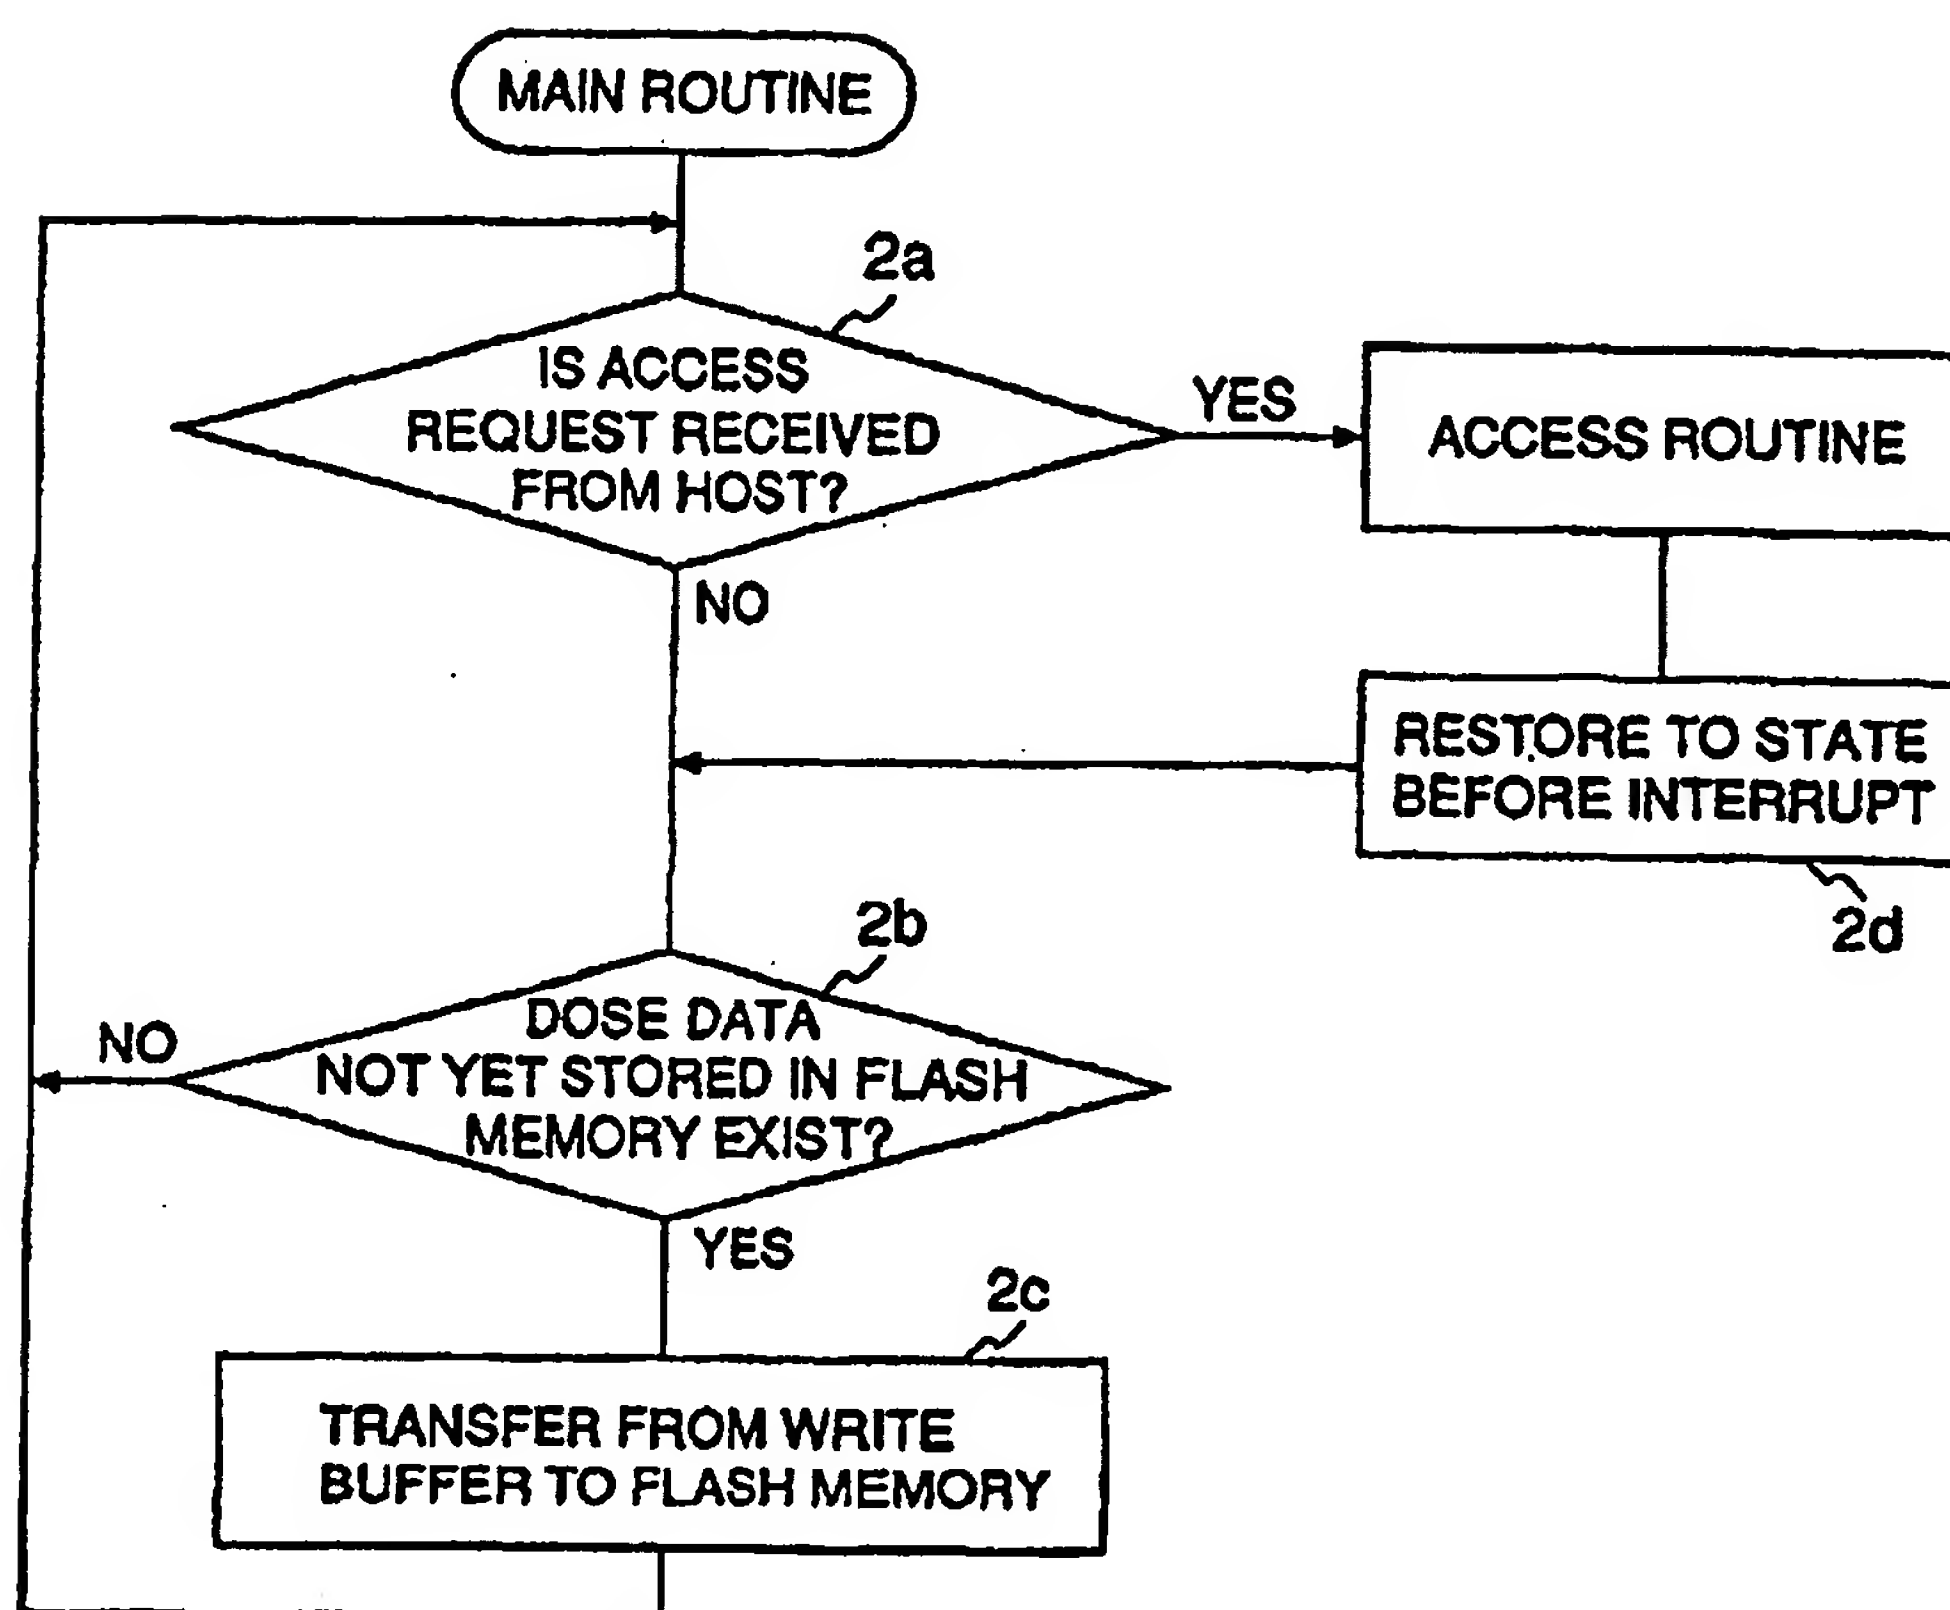 MAIN ROUTINE
2a
IS ACCESS
REQUEST RECEIVED
FROM HOST?
YES
ACCESS ROUTINE
NO
RESTORE TO STATE
BEFORE INTERRUPT
2d
2b
DOSE DATA
NOT YET STORED IN FLASH
MEMORY EXIST?
NO
YES
2c
TRANSFER FROM WRITE
BUFFER TO FLASH MEMORY